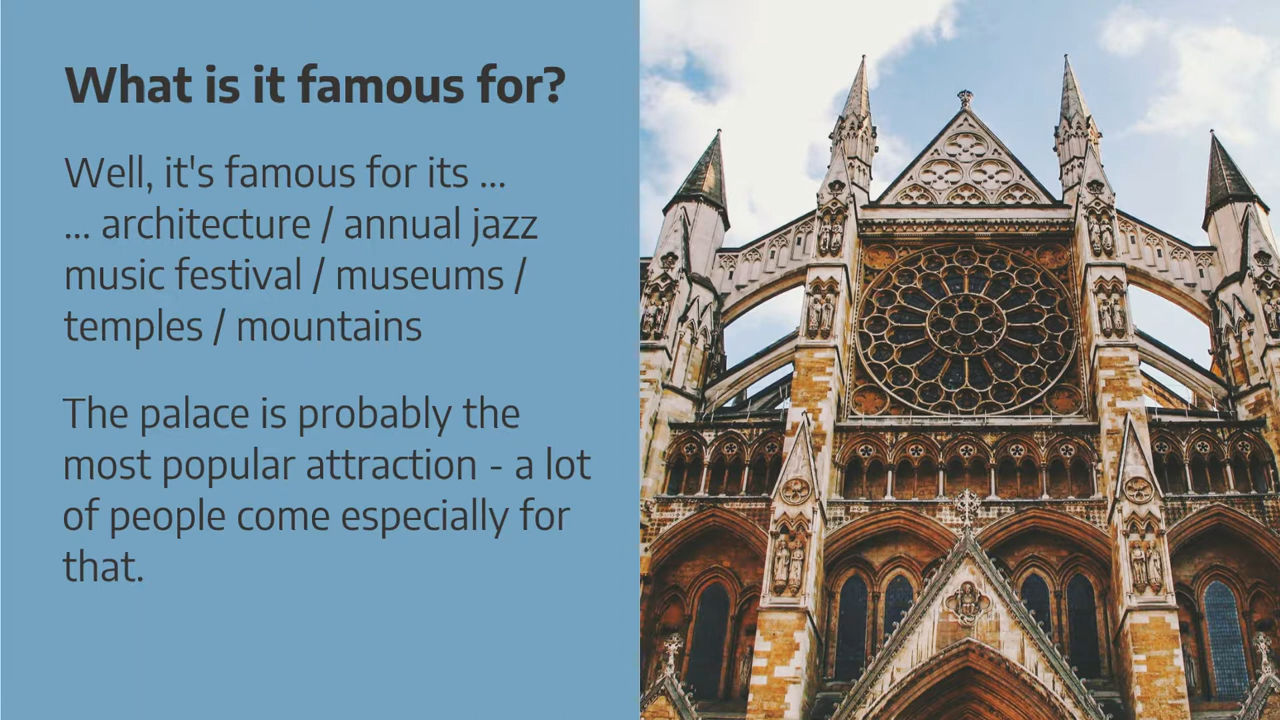 What is it famous for?
Well, it's famous for its ...
... architecture / annual jazz
music festival / museums /
temples / mountains
The palace is probably the
most popular attraction - a lot
of people come especially for
that.